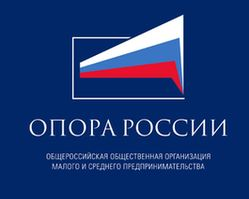 ОПОРА РОССИИ
ОБЩЕРОССИЙСКАЯ ОБЩЕСТВЕННАЯ ОРГАНИЗАЦИЯ
МАЛОГО И СРЕДНЕГО ПРЕДПРИНИМАТЕЛЬСТВА